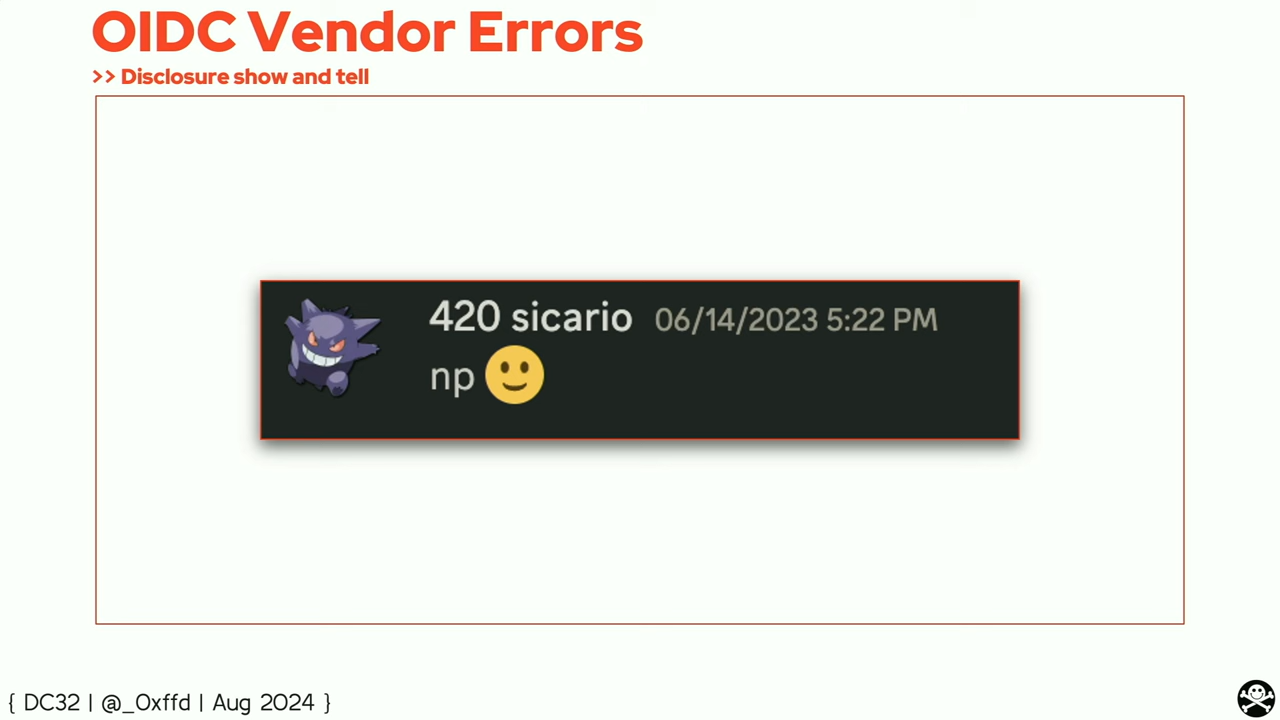 OIDC Vendor Errors
>> Disclosure show and tell
420 sicario 06/14/2023 5:22 PM
np 🙂
{ DC32 | @_0xffd | Aug 2024 }